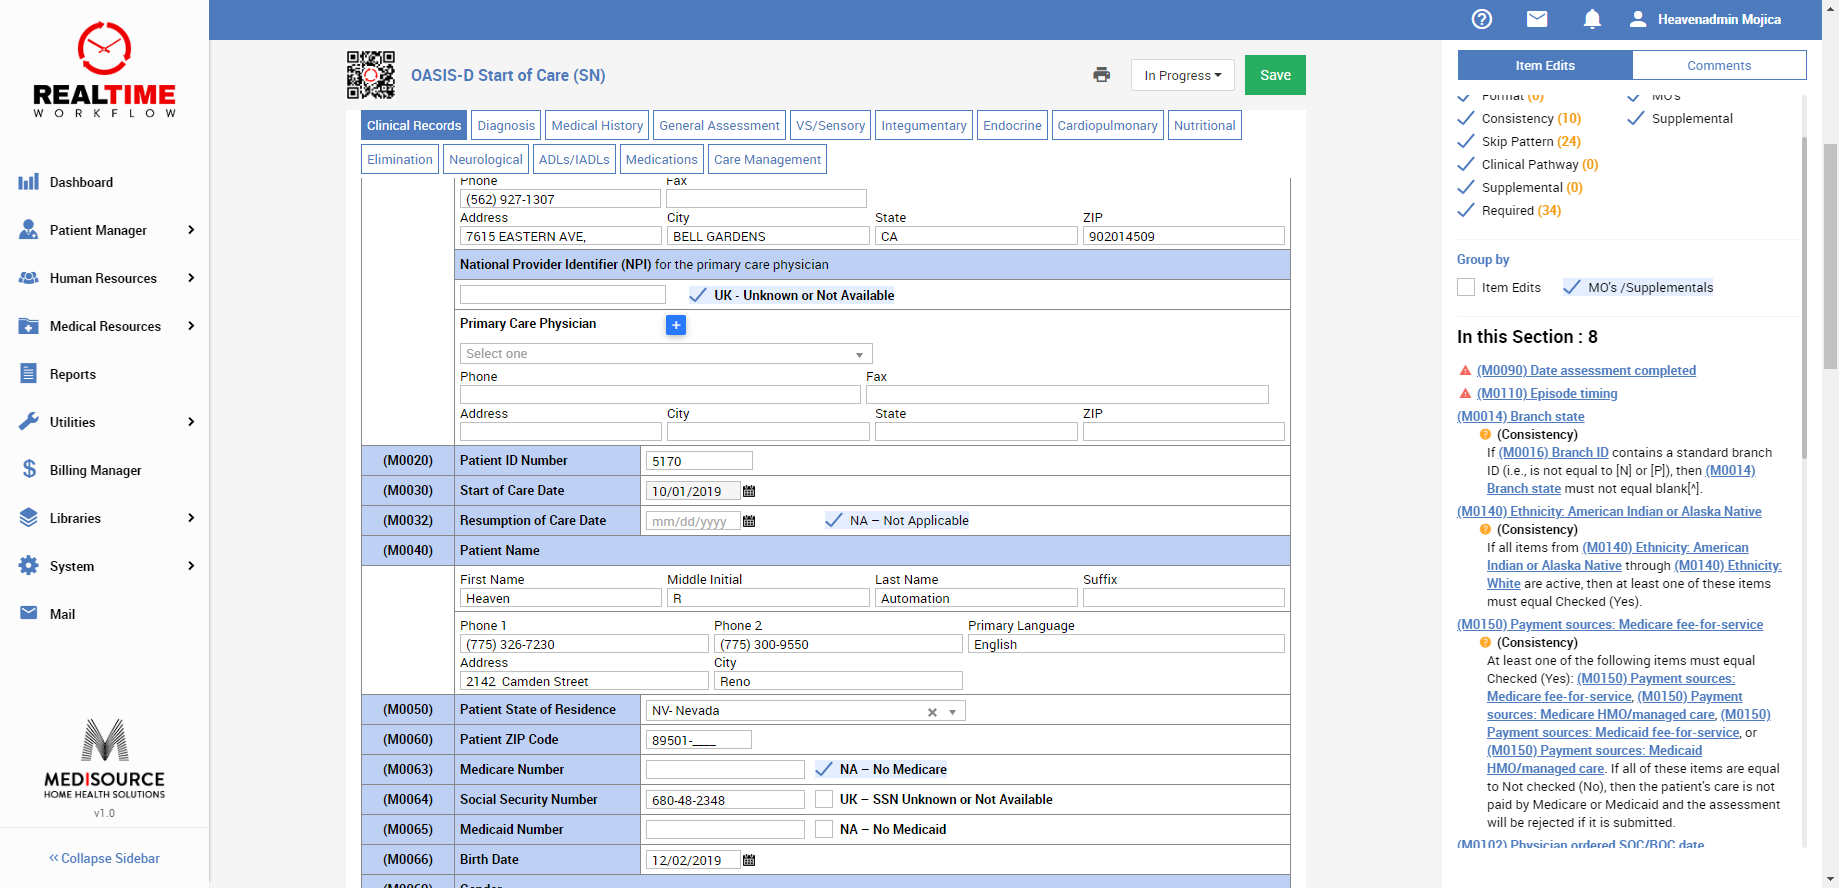 Heavenadmin Mojica
REALTIME
WORKFLOW
Dashboard
Patient Manager
Human Resources
Medical Resources
Reports
Utilities
Billing Manager
Libraries
System
Mail
MEDISOURCE
HOME HEALTH SOLUTIONS
v1.0
Collapse Sidebar
OASIS-D Start of Care (SN)
In Progress
Save
Clinical Records
Diagnosis
Medical History
General Assessment
VS/Sensory
Integumentary
Endocrine
Cardiopulmonary
Nutritional
Elimination
Neurological
ADLs/IADLs
Medications
Care Management
Phone Fax
(562) 927-1307
Address City State ZIP
7615 EASTERN AVE, BELL GARDENS CA 902014509
National Provider Identifier (NPI) for the primary care physician
UK - Unknown or Not Available
Primary Care Physician +
Select one
Phone Fax
Address City State ZIP
(M0020) Patient ID Number 5170
(M0030) Start of Care Date 10/01/2019
(M0032) Resumption of Care Date mm/dd/yyyy NA – Not Applicable
(M0040) Patient Name
First Name Middle Initial Last Name Suffix
Heaven R Automation
Phone 1 Phone 2 Primary Language
(775) 326-7230 (775) 300-9550 English
Address City
2142 Camden Street Reno
(M0050) Patient State of Residence NV- Nevada
(M0060) Patient ZIP Code 89501-____
(M0063) Medicare Number NA – No Medicare
(M0064) Social Security Number 680-48-2348 UK – SSN Unknown or Not Available
(M0065) Medicaid Number NA – No Medicaid
(M0066) Birth Date 12/02/2019
(M0069) Gender
Item Edits Comments
Format (0) MO's
Consistency (10) Supplemental
Skip Pattern (24)
Clinical Pathway (0)
Supplemental (0)
Required (34)
Group by
Item Edits MO's /Supplementals
In this Section : 8
(M0090) Date assessment completed
(M0110) Episode timing
(M0014) Branch state
(Consistency)
If (M0016) Branch ID contains a standard branch
ID (i.e., is not equal to [N] or [P]), then (M0014)
Branch state must not equal blank[^].
(M0140) Ethnicity: American Indian or Alaska Native
(Consistency)
If all items from (M0140) Ethnicity: American
Indian or Alaska Native through (M0140) Ethnicity:
White are active, then at least one of these items
must equal Checked (Yes).
(M0150) Payment sources: Medicare fee-for-service
(Consistency)
At least one of the following items must equal
Checked (Yes): (M0150) Payment sources:
Medicare fee-for-service, (M0150) Payment
sources: Medicare HMO/managed care, (M0150)
Payment sources: Medicaid fee-for-service, or
(M0150) Payment sources: Medicaid
HMO/managed care. If all of these items are equal
to Not checked (No), then the patient's care is not
paid by Medicare or Medicaid and the assessment
will be rejected if it is submitted.
(M0102) Physician ordered SOC/ROC date